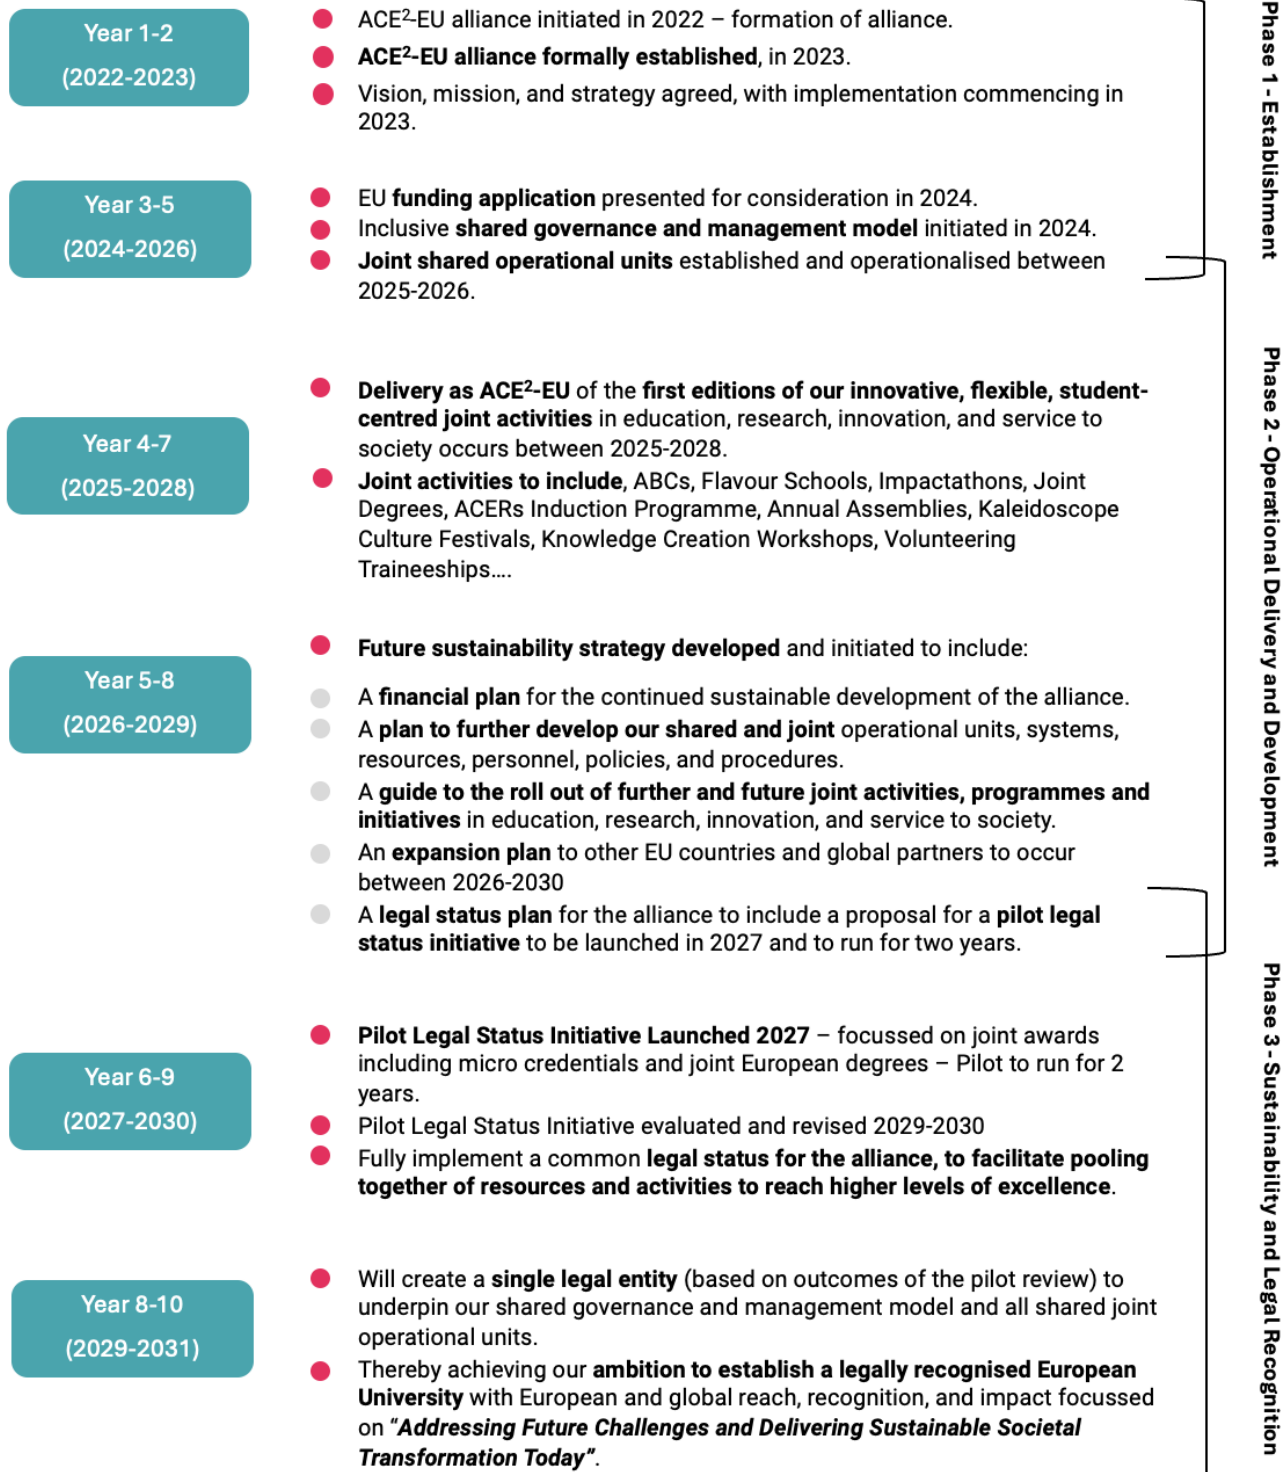 Year 1-2
(2022-2023)
ACE²-EU alliance initiated in 2022 – formation of alliance.
ACE²-EU alliance formally established, in 2023.
Vision, mission, and strategy agreed, with implementation commencing in
2023.
Phase 1 - Establishment
Year 3-5
(2024-2026)
EU funding application presented for consideration in 2024.
Inclusive shared governance and management model initiated in 2024.
Joint shared operational units established and operationalised between
2025-2026.
Year 4-7
(2025-2028)
Delivery as ACE²-EU of the first editions of our innovative, flexible, student-
centred joint activities in education, research, innovation, and service to
society occurs between 2025-2028.
Joint activities to include, ABCs, Flavour Schools, Impactathons, Joint
Degrees, ACERs Induction Programme, Annual Assemblies, Kaleidoscope
Culture Festivals, Knowledge Creation Workshops, Volunteering
Traineeships....
Phase 2 - Operational Delivery and Development
Year 5-8
(2026-2029)
Future sustainability strategy developed and initiated to include:
A financial plan for the continued sustainable development of the alliance.
A plan to further develop our shared and joint operational units, systems,
resources, personnel, policies, and procedures.
A guide to the roll out of further and future joint activities, programmes and
initiatives in education, research, innovation, and service to society.
An expansion plan to other EU countries and global partners to occur
between 2026-2030
A legal status plan for the alliance to include a proposal for a pilot legal
status initiative to be launched in 2027 and to run for two years.
Year 6-9
(2027-2030)
Pilot Legal Status Initiative Launched 2027 – focussed on joint awards
including micro credentials and joint European degrees – Pilot to run for 2
years.
Pilot Legal Status Initiative evaluated and revised 2029-2030
Fully implement a common legal status for the alliance, to facilitate pooling
together of resources and activities to reach higher levels of excellence.
Phase 3 - Sustainability and Legal Recognition
Year 8-10
(2029-2031)
Will create a single legal entity (based on outcomes of the pilot review) to
underpin our shared governance and management model and all shared joint
operational units.
Thereby achieving our ambition to establish a legally recognised European
University with European and global reach, recognition, and impact focussed
on “Addressing Future Challenges and Delivering Sustainable Societal
Transformation Today”.